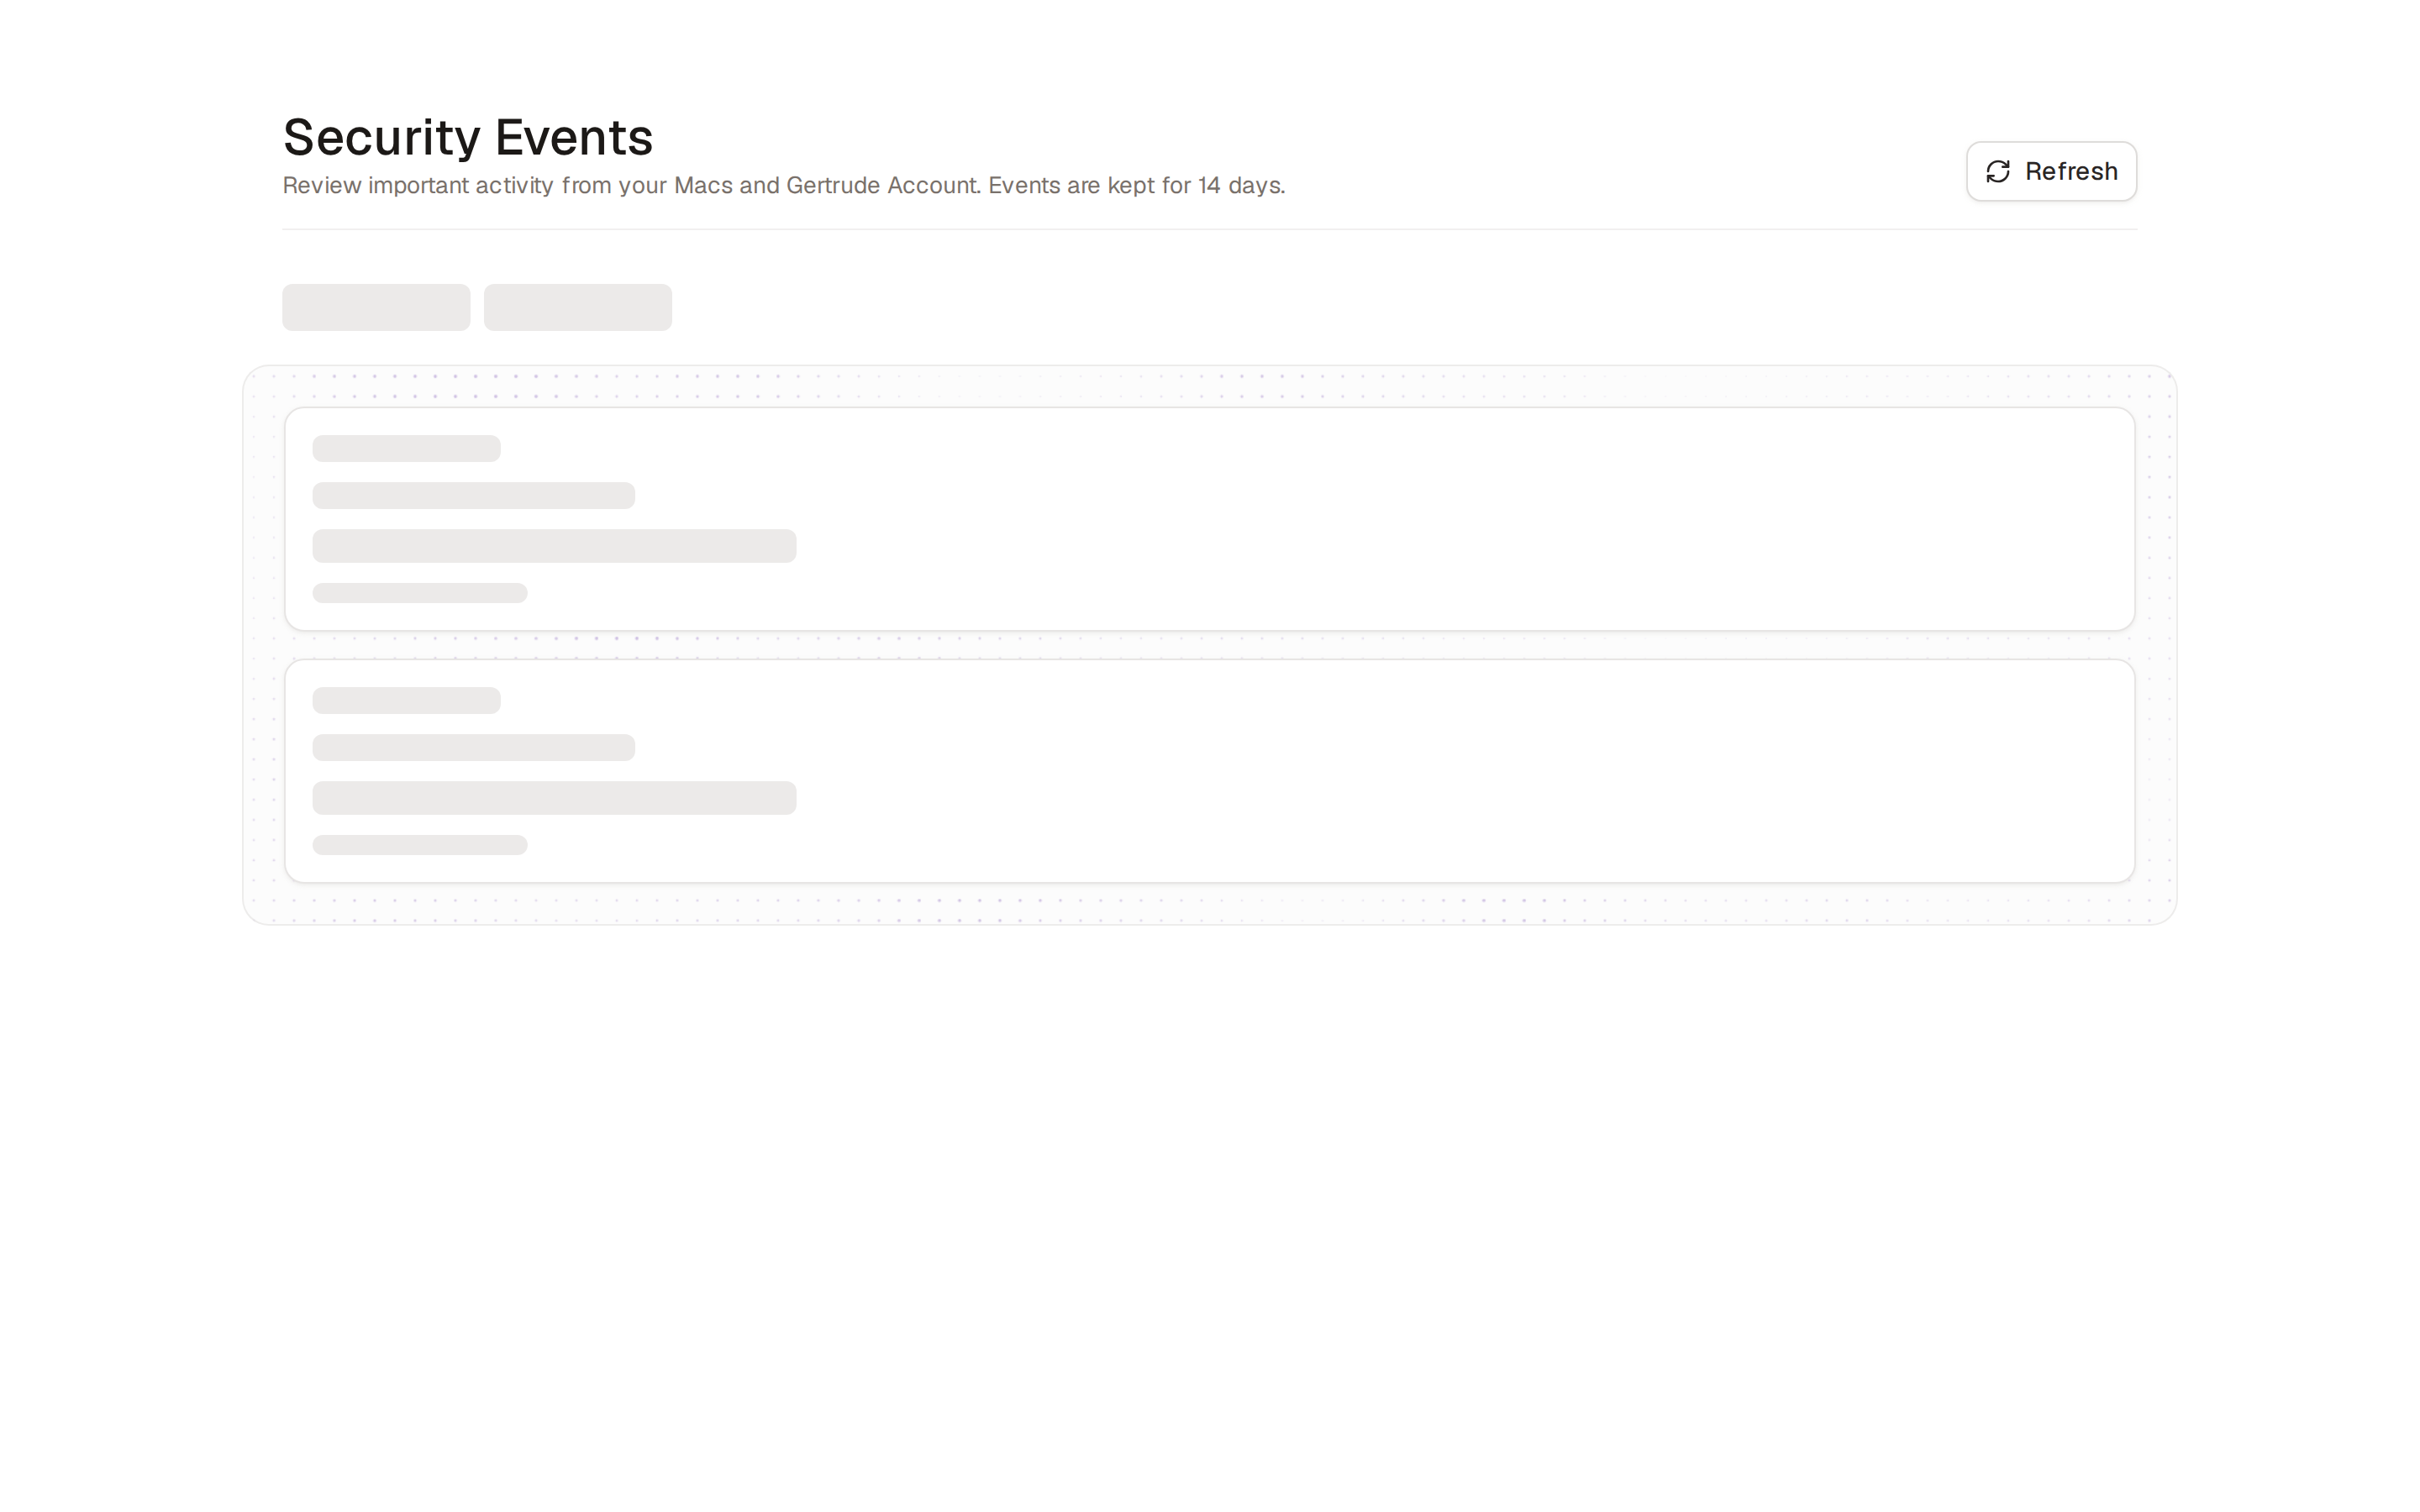 Security Events
Review important activity from your Macs and Gertrude Account. Events are kept for 14 days.
Refresh